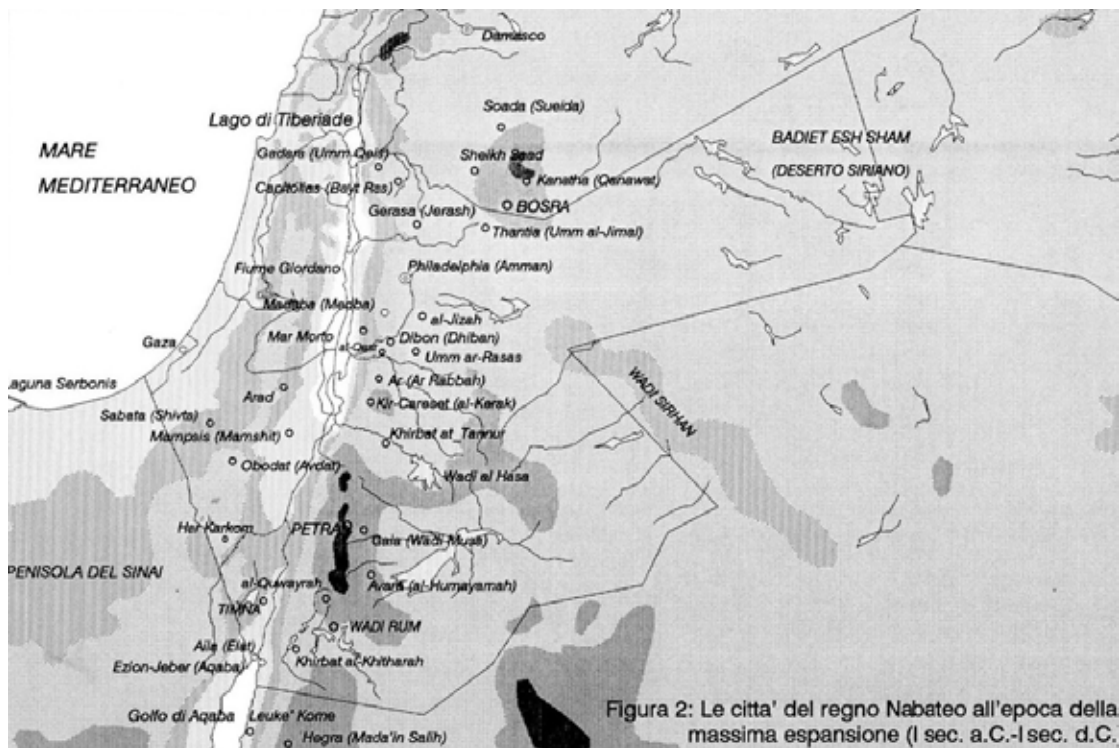 Damasco
Lago di Tiberiade
Soada (Sueida)
MARE
MEDITERRANEO
BADIET ESH SHAM
(DESERTO SIRIANO)
Gadara (Umm Qeis)
Sheikh Saad
Capitolias (Bayt Ras)
Kanatha (Qanawat)
BOSRA
Gerasa (Jerash)
Thantia (Umm al-Jimal)
Fiume Giordano
Philadelphia (Amman)
Madaba (Medba)
al-Jizah
Gaza
Mar Morto
Dibon (Dhiban)
Umm ar-Rasas
Laguna Serbonis
Arad
Ar (Ar Rabbah)
WADI SIRHAN
Kir-Careset (al-Karak)
Sabata (Shivta)
Mampsis (Mamshit)
Khirbat at_Tannur
Obodat (Avdat)
Wadi al Hasa
PETRA
Har Karkom
Gaia (Wadi Musa)
PENISOLA DEL SINAI
al-Quwayrah
Avara (al-Humayamah)
TIMNA
WADI RUM
Aila (Elat)
Khirbat al-Khitharah
Ezion-Jeber (Aqaba)
Golfo di Aqaba
Leuke' Kome
Hegra (Mada'in Salih)
Figura 2: Le citta' del regno Nabateo all'epoca della
massima espansione (I sec. a.C.-I sec. d.C.